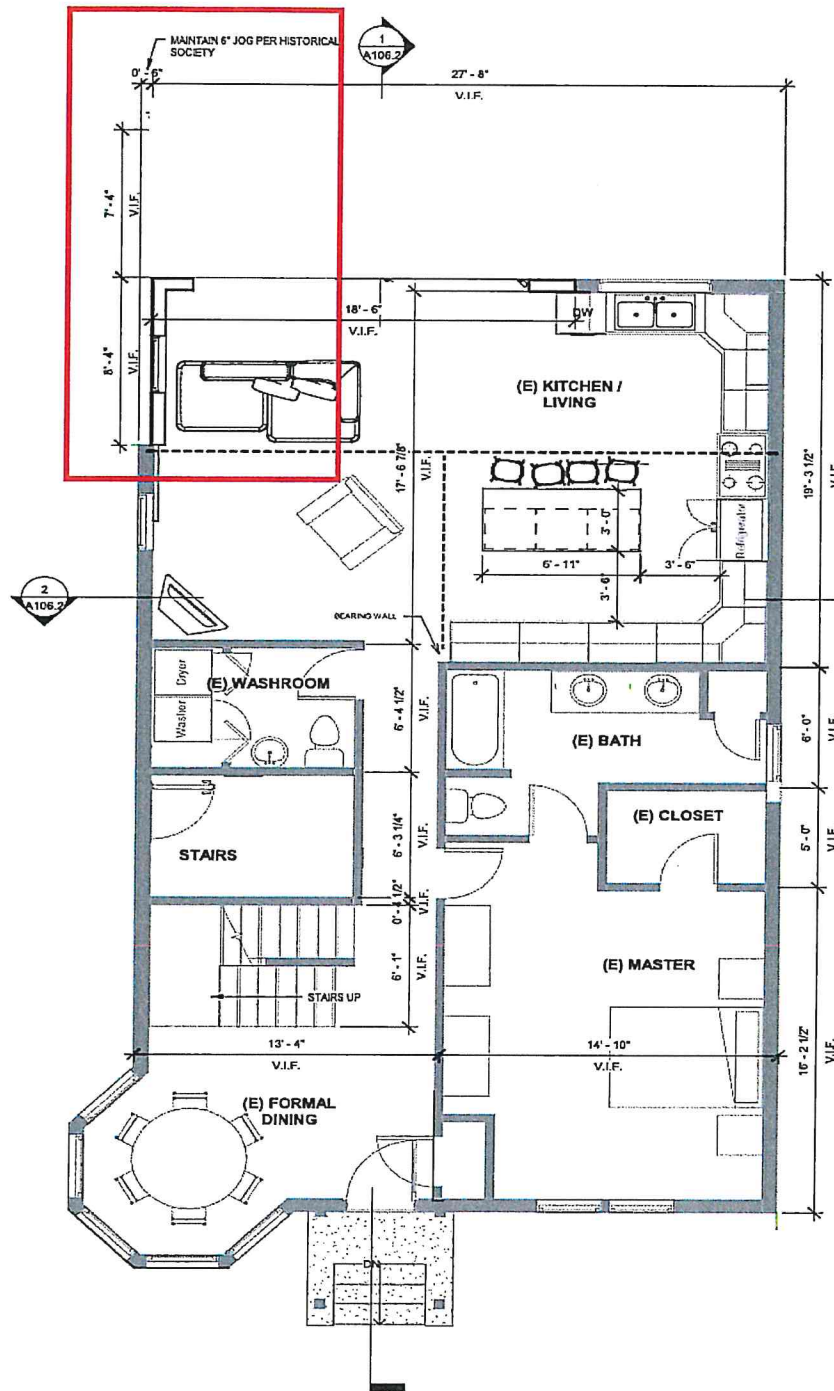 MAINTAIN 6" JOG PER HISTORICAL
SOCIETY
1
A106.2
0' - 6"
27' - 8"
V.I.F.
7' - 4"
V.I.F.
8' - 4"
V.I.F.
18' - 6"
V.I.F.
DW
(E) KITCHEN /
LIVING
17' - 6 7/8"
V.I.F.
19' - 3 1/2"
V.I.F.
3' - 0"
Refrigerator
6' - 11"
3' - 6"
3' - 6"
2
A106.2
BEARING WALL
Dryer
(E) WASHROOM
Washer
6' - 4 1/2"
V.I.F.
(E) BATH
6' - 0"
V.I.F.
STAIRS
6' - 3 1/4"
V.I.F.
(E) CLOSET
5' - 0"
V.I.F.
0' - 4 1/2"
V.I.F.
6' - 1"
V.I.F.
(E) MASTER
STAIRS UP
13' - 4"
V.I.F.
14' - 10"
V.I.F.
16' - 2 1/2"
V.I.F.
(E) FORMAL
DINING
DN